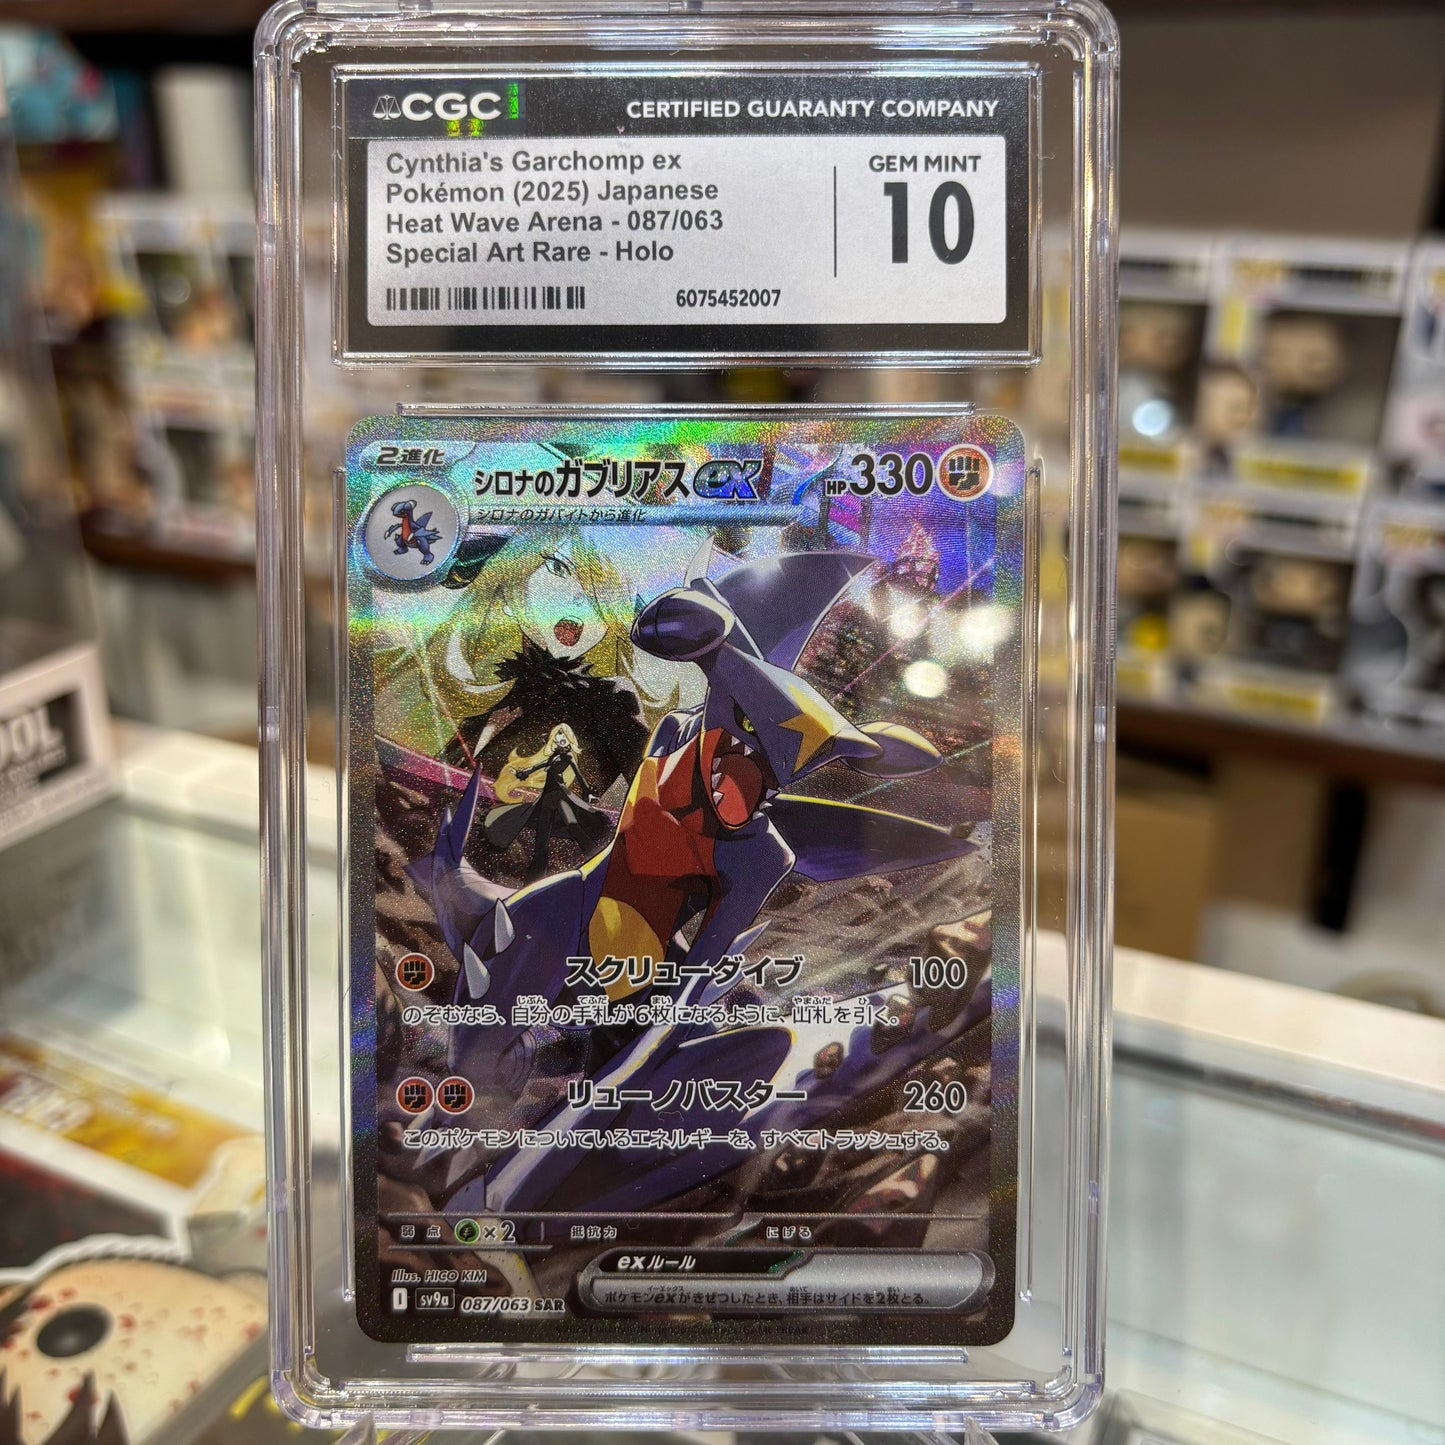 CGC
CERTIFIED GUARANTY COMPANY
Cynthia's Garchomp ex
Pokémon (2025) Japanese
Heat Wave Arena - 087/063
Special Art Rare - Holo
GEM MINT
10
6075452007
2進化
シロナのガブリアスex
HP330
シロナのガバイトから進化
スクリューダイブ 100
のぞむなら、自分の手札が6枚になるように、山札を引く。
リューノバスター 260
このポケモンについているエネルギーを、すべてトラッシュする。
弱点 ×2 抵抗力 にげる
exルール
ポケモンexがきぜつしたとき、相手はサイドを2枚とる。
Illus. HICO KIM
I sv9a 087/063 SAR